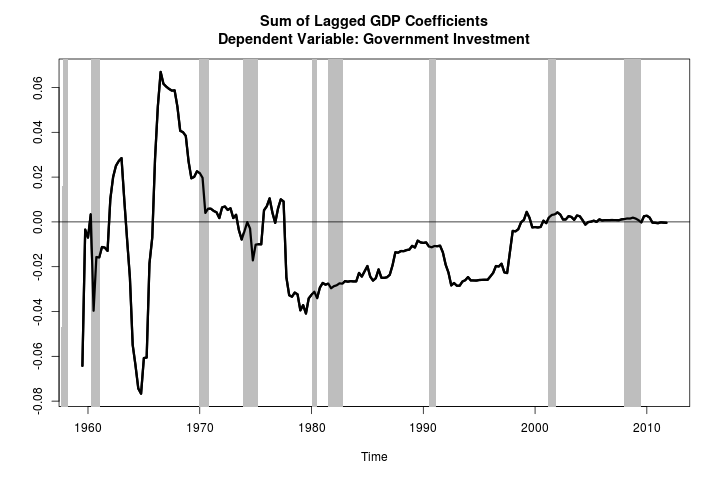 Sum of Lagged GDP Coefficients
Dependent Variable: Government Investment
0.06
0.04
0.02
0.00
-0.02
-0.04
-0.06
-0.08
1960 1970 1980 1990 2000 2010
Time